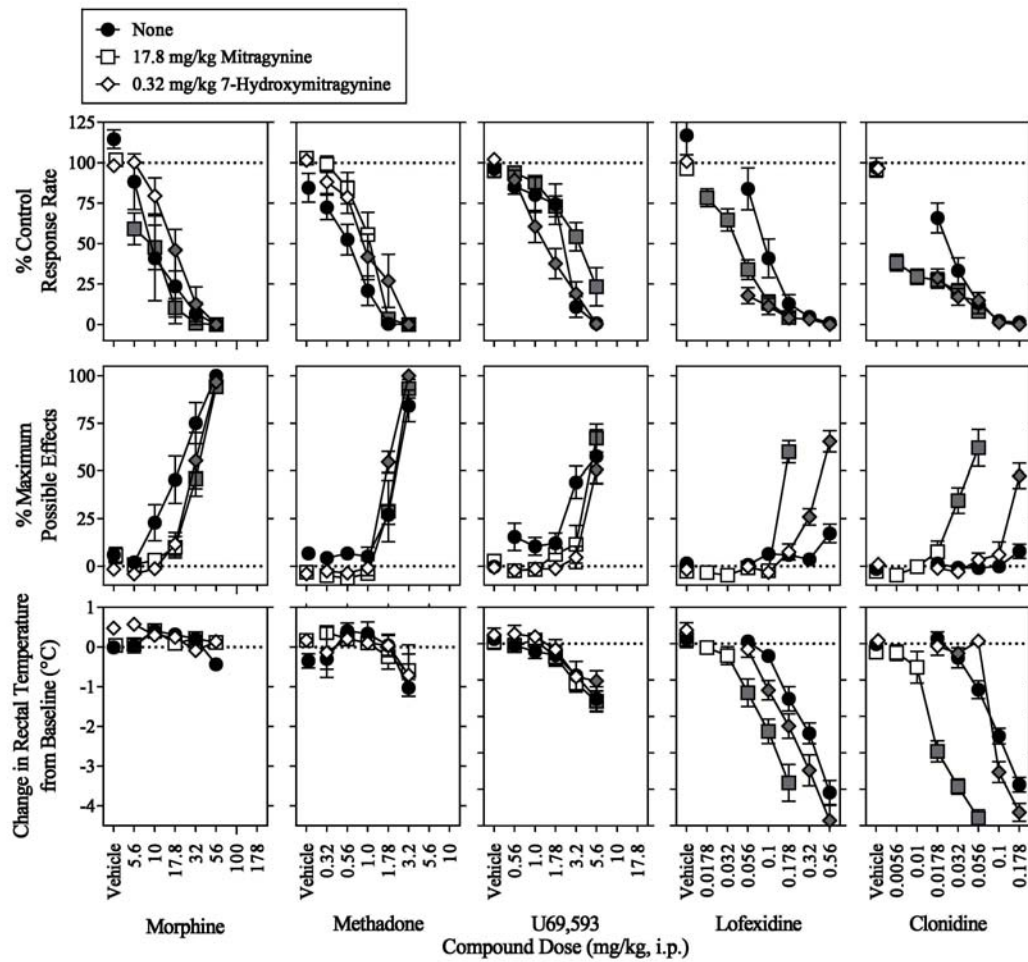 None
17.8 mg/kg Mitragynine
0.32 mg/kg 7-Hydroxymitragynine
% Control
Response Rate
125
100
75
50
25
0
% Maximum
Possible Effects
100
75
50
25
0
Change in Rectal Temperature
from Baseline (°C)
1
0
-1
-2
-3
-4
Vehicle
5.6
10
17.8
32
56
100
178
Vehicle
0.32
0.56
1.0
1.78
3.2
5.6
10
Vehicle
0.56
1.0
1.78
3.2
5.6
10
17.8
Vehicle
0.0178
0.032
0.056
0.1
0.178
0.32
0.56
Vehicle
0.0056
0.01
0.0178
0.032
0.056
0.1
0.178
Morphine
Methadone
U69,593
Lofexidine
Clonidine
Compound Dose (mg/kg, i.p.)